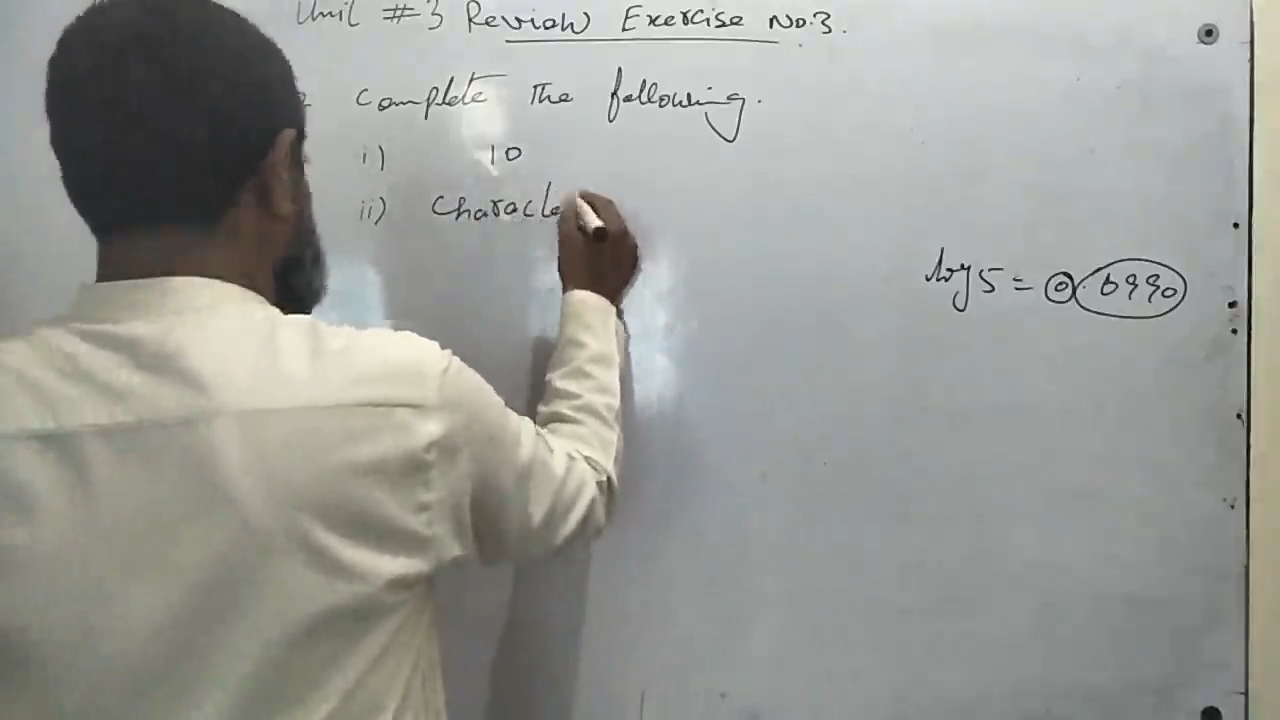 Unit #3 Review Exercise No.3.
Complete The following.
i) 10
ii) Characte
log 5 = 0.6990